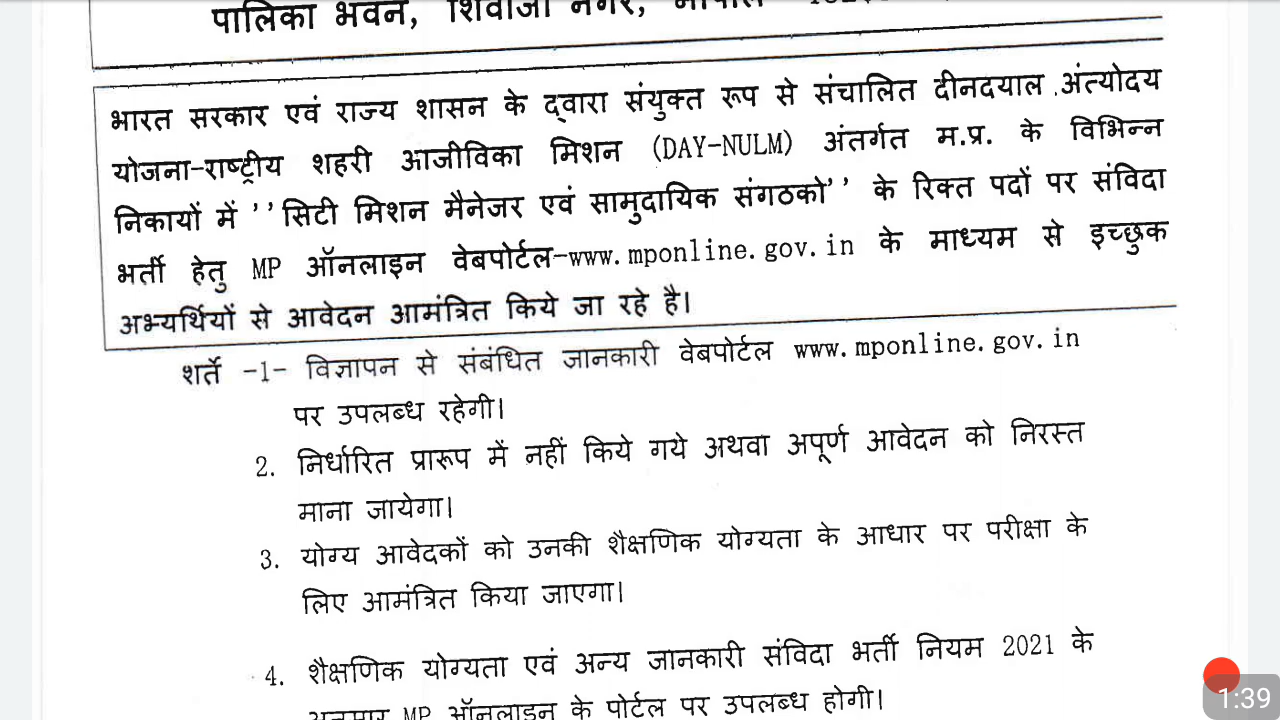 पालिका भवन, शिवाजी नगर, भोपाल
भारत सरकार एवं राज्य शासन के द्वारा संयुक्त रूप से संचालित दीनदयाल अंत्योदय
योजना-राष्ट्रीय शहरी आजीविका मिशन (DAY-NULM) अंतर्गत म.प्र. के विभिन्न
निकायों में ''सिटी मिशन मैनेजर एवं सामुदायिक संगठको'' के रिक्त पदों पर संविदा
भर्ती हेतु MP ऑनलाइन वेबपोर्टल-www.mponline.gov.in के माध्यम से इच्छुक
अभ्यर्थियों से आवेदन आमंत्रित किये जा रहे है।
शर्ते -1- विज्ञापन से संबंधित जानकारी वेबपोर्टल www.mponline.gov.in
पर उपलब्ध रहेगी।
2. निर्धारित प्रारूप में नहीं किये गये अथवा अपूर्ण आवेदन को निरस्त
माना जायेगा।
3. योग्य आवेदकों को उनकी शैक्षणिक योग्यता के आधार पर परीक्षा के
लिए आमंत्रित किया जाएगा।
4. शैक्षणिक योग्यता एवं अन्य जानकारी संविदा भर्ती नियम 2021 के
अनुसार MP ऑनलाइन के पोर्टल पर उपलब्ध होगी।
1:39